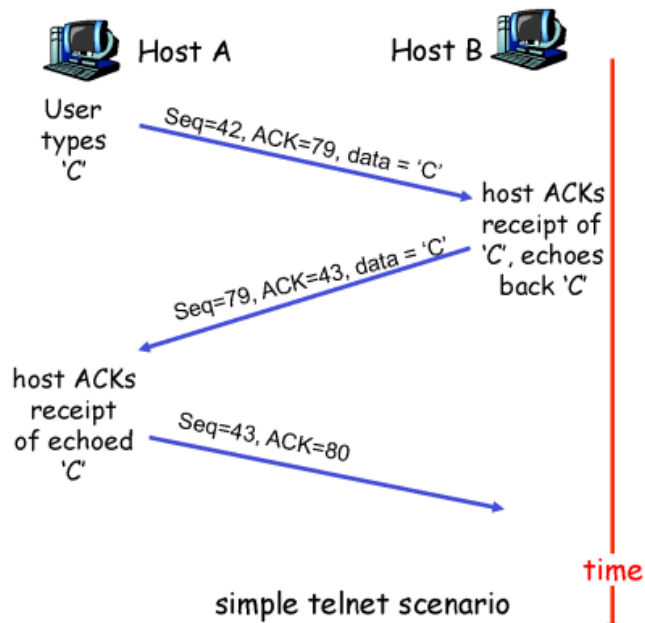 Host A
Host B
User
types
'C'
Seq=42, ACK=79, data = 'C'
host ACKs
receipt of
'C', echoes
back 'C'
Seq=79, ACK=43, data = 'C'
host ACKs
receipt
of echoed
'C'
Seq=43, ACK=80
time
simple telnet scenario